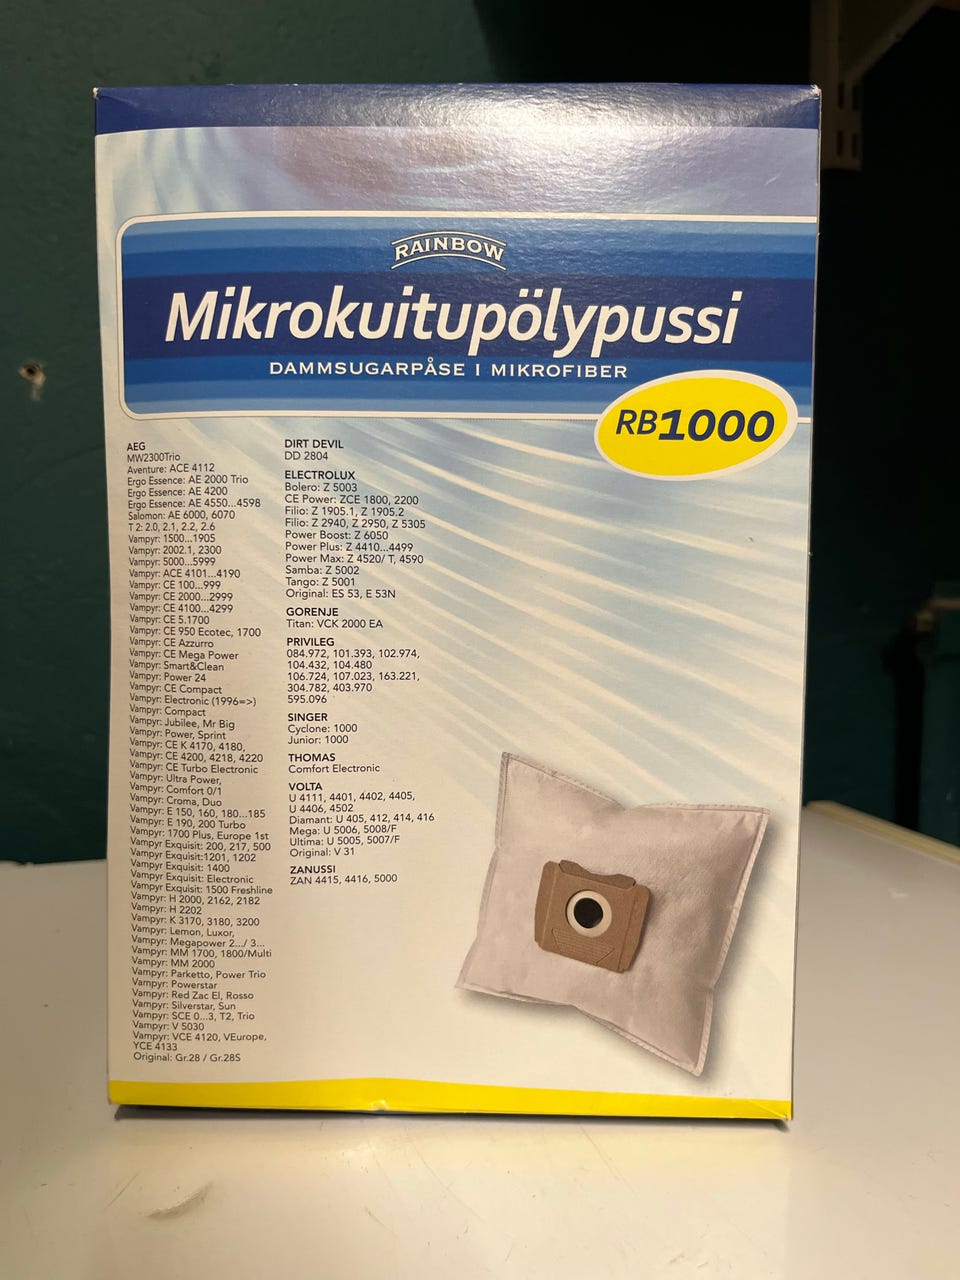 RAINBOW
Mikrokuitupölypussi
DAMMSUGARPÅSE I MIKROFIBER
RB1000
AEG
MW2300Trio
Aventure: ACE 4112
Ergo Essence: AE 2000 Trio
Ergo Essence: AE 4200
Ergo Essence: AE 4550...4598
Salomon: AE 6000, 6070
T 2: 2.0, 2.1, 2.2, 2.6
Vampyr: 1500...1905
Vampyr: 2002.1, 2300
Vampyr: 5000...5999
Vampyr: ACE 4101...4190
Vampyr: CE 100...999
Vampyr: CE 2000...2999
Vampyr: CE 4100...4299
Vampyr: CE 5.1700
Vampyr: CE 950 Ecotec, 1700
Vampyr: CE Azzurro
Vampyr: CE Mega Power
Vampyr: Smart&Clean
Vampyr: Power 24
Vampyr: CE Compact
Vampyr: Electronic (1996=>)
Vampyr: Compact
Vampyr: Jubilee, Mr Big
Vampyr: Power, Sprint
Vampyr: CE K 4170, 4180,
Vampyr: CE 4200, 4218, 4220
Vampyr: CE Turbo Electronic
Vampyr: Ultra Power,
Vampyr: Comfort 0/1
Vampyr: Croma, Duo
Vampyr: E 150, 160, 180...185
Vampyr: E 190, 200 Turbo
Vampyr: 1700 Plus, Europe 1st
Vampyr Exquisit: 200, 217, 500
Vampyr Exquisit:1201, 1202
Vampyr Exquisit: 1400
Vampyr Exquisit: Electronic
Vampyr Exquisit: 1500 Freshline
Vampyr: H 2000, 2162, 2182
Vampyr: H 2202
Vampyr: K 3170, 3180, 3200
Vampyr: Lemon, Luxor,
Vampyr: Megapower 2.../ 3...
Vampyr: MM 1700, 1800/Multi
Vampyr: MM 2000
Vampyr: Parketto, Power Trio
Vampyr: Powerstar
Vampyr: Red Zac El, Rosso
Vampyr: Silverstar, Sun
Vampyr: SCE 0...3, T2, Trio
Vampyr: V 5030
Vampyr: VCE 4120, VEurope,
YCE 4133
Original: Gr.28 / Gr.28S
DIRT DEVIL
DD 2804
ELECTROLUX
Bolero: Z 5003
CE Power: ZCE 1800, 2200
Filio: Z 1905.1, Z 1905.2
Filio: Z 2940, Z 2950, Z 5305
Power Boost: Z 6050
Power Plus: Z 4410...4499
Power Max: Z 4520/ T, 4590
Samba: Z 5002
Tango: Z 5001
Original: ES 53, E 53N
GORENJE
Titan: VCK 2000 EA
PRIVILEG
084.972, 101.393, 102.974,
104.432, 104.480
106.724, 107.023, 163.221,
304.782, 403.970
595.096
SINGER
Cyclone: 1000
Junior: 1000
THOMAS
Comfort Electronic
VOLTA
U 4111, 4401, 4402, 4405,
U 4406, 4502
Diamant: U 405, 412, 414, 416
Mega: U 5006, 5008/F
Ultima: U 5005, 5007/F
Original: V 31
ZANUSSI
ZAN 4415, 4416, 5000